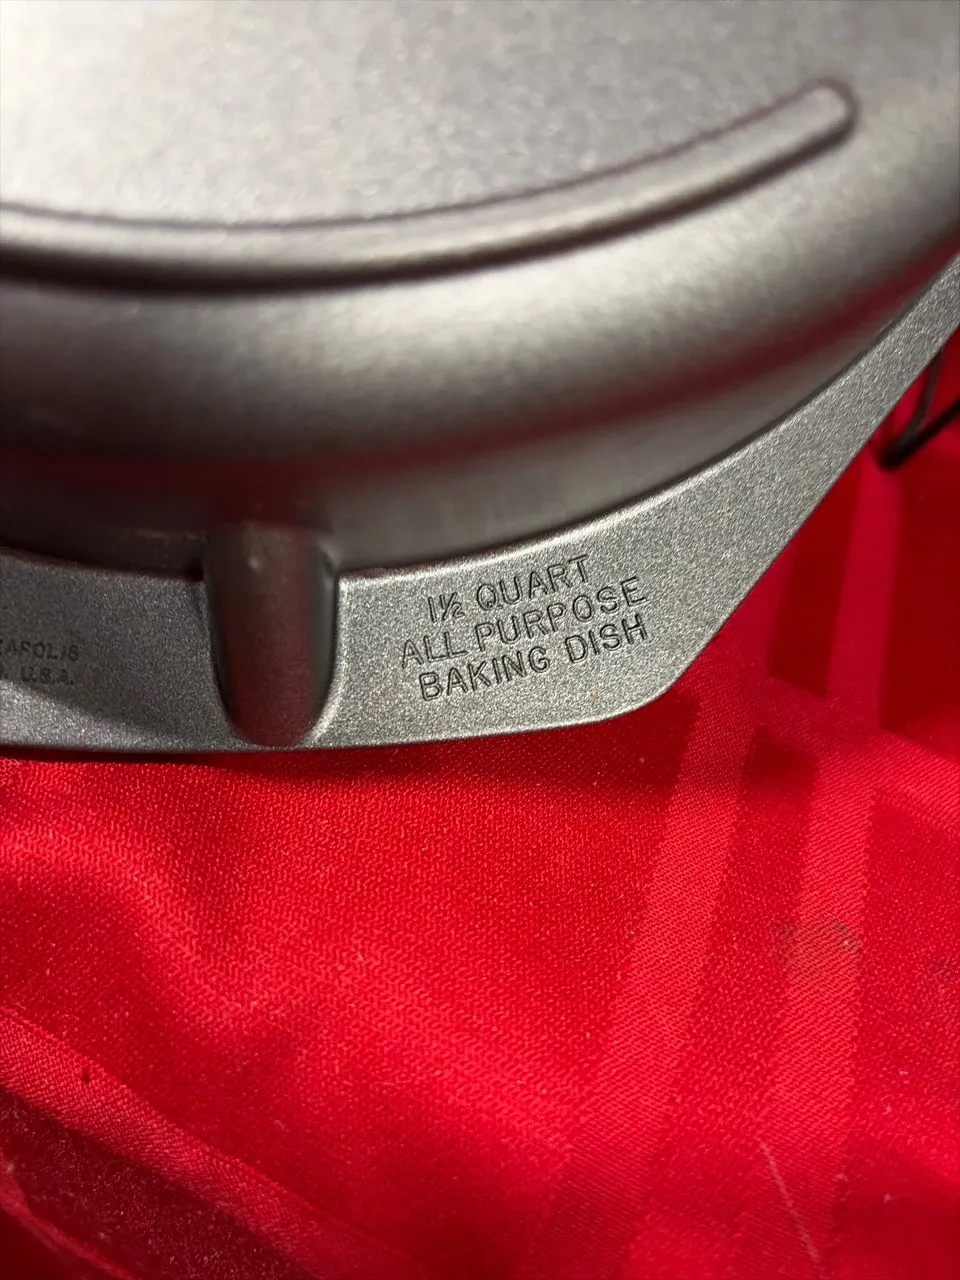 U.S.A.
1½ QUART
ALL PURPOSE
BAKING DISH